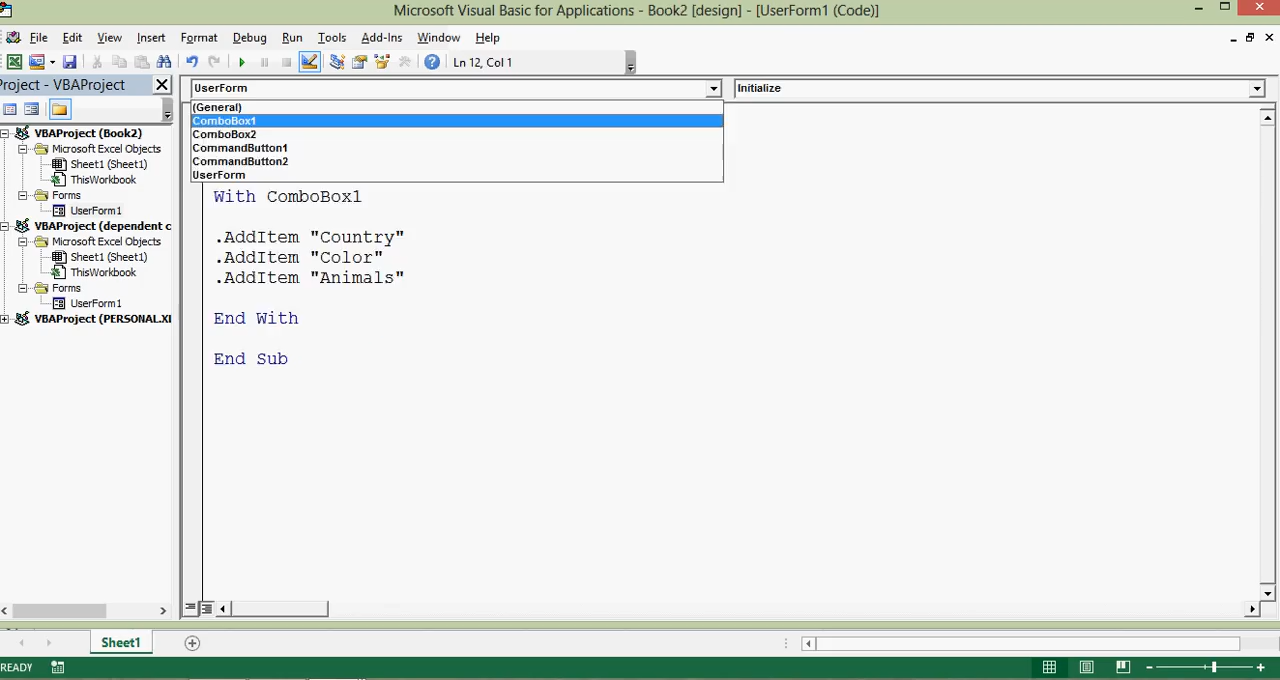 Microsoft Visual Basic for Applications - Book2 [design] - [UserForm1 (Code)]
File Edit View Insert Format Debug Run Tools Add-Ins Window Help
Ln 12, Col 1
Project - VBAProject
UserForm
Initialize
(General)
ComboBox1
ComboBox2
CommandButton1
CommandButton2
UserForm
VBAProject (Book2)
Microsoft Excel Objects
Sheet1 (Sheet1)
ThisWorkbook
Forms
UserForm1
VBAProject (dependent c
Microsoft Excel Objects
Sheet1 (Sheet1)
ThisWorkbook
Forms
UserForm1
VBAProject (PERSONAL.XL
With ComboBox1
.AddItem "Country"
.AddItem "Color"
.AddItem "Animals"
End With
End Sub
Sheet1
READY